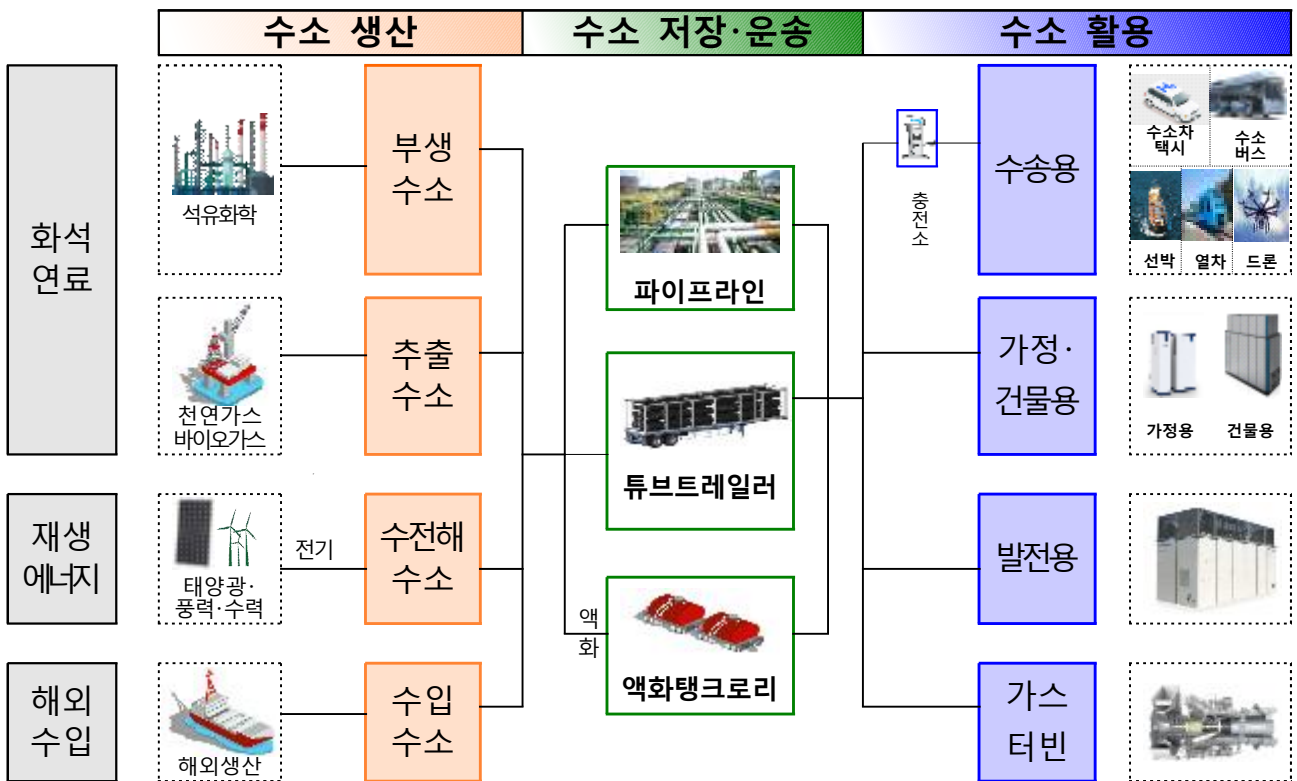 수소 생산
수소 저장·운송
수소 활용
화석
연료
석유화학
부생
수소
천연가스
바이오가스
추출
수소
재생
에너지
태양광·
풍력·수력
전기
수전해
수소
해외
수입
해외생산
수입
수소
파이프라인
튜브트레일러
액
화
액화탱크로리
충
전
소
수송용
수소차
택시
수소
버스
선박
열차
드론
가정·
건물용
가정용
건물용
발전용
가스
터빈